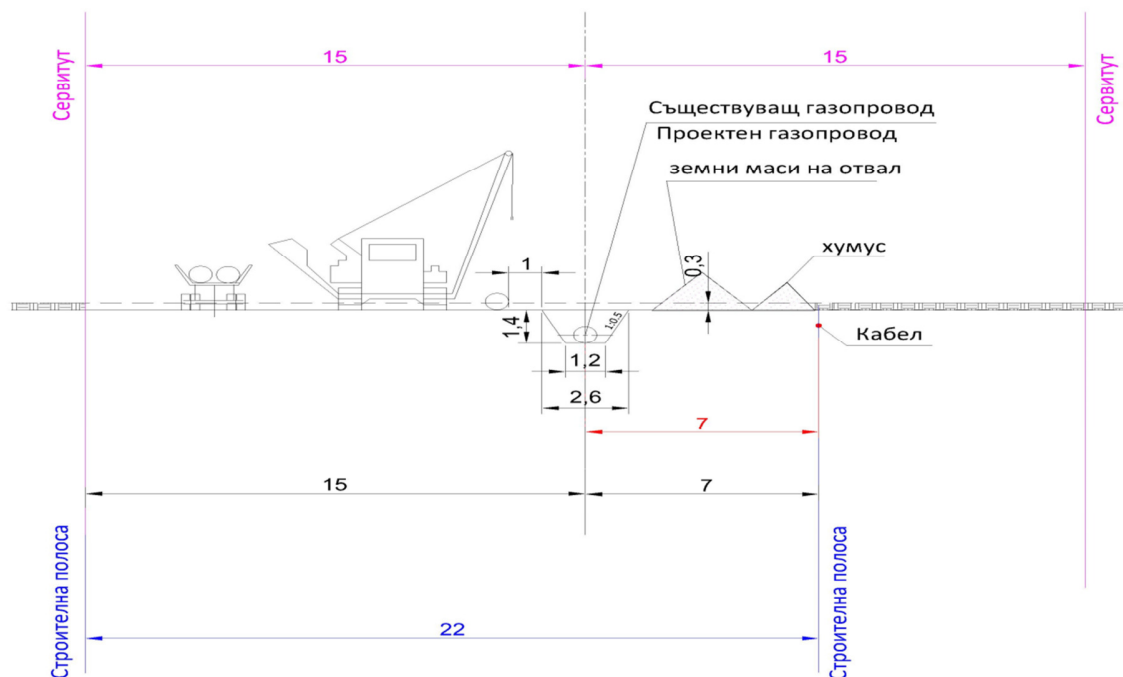 15
15
Сервитут
Сервитут
Съществуващ газопровод
Проектен газопровод
земни маси на отвал
хумус
0,3
1
1,4
1:0.5
Кабел
1,2
2,6
7
15
7
Строителна полоса
Строителна полоса
22